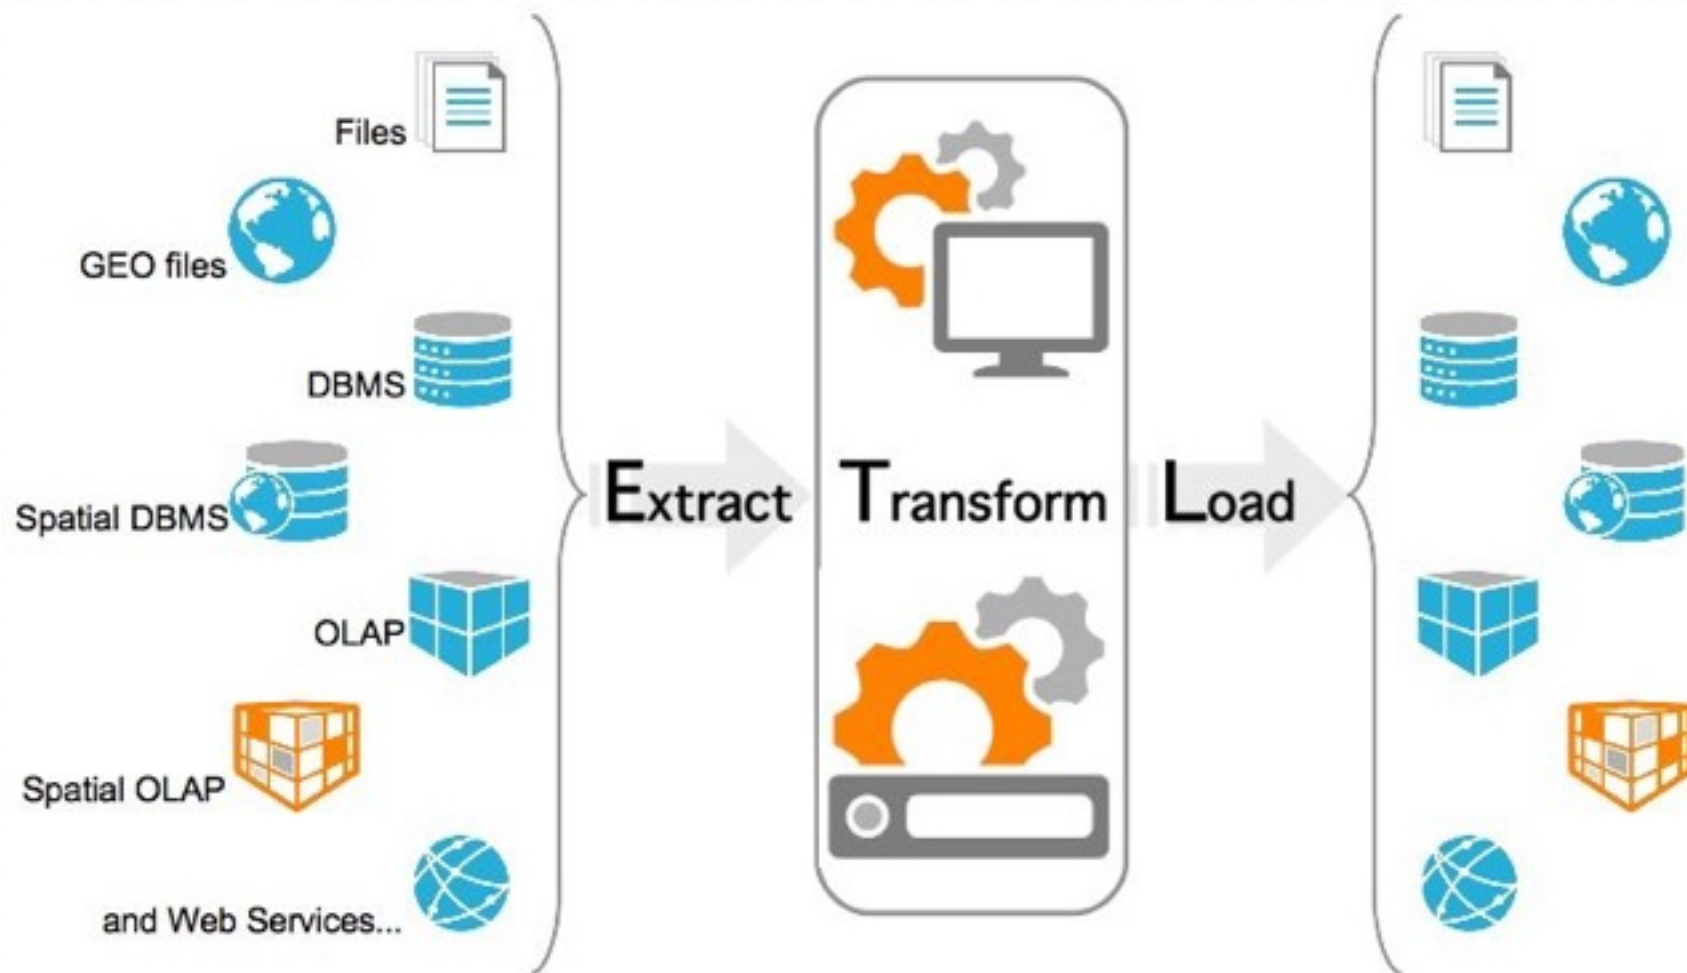 Files
GEO files
DBMS
Spatial DBMS
Extract
Transform
Load
OLAP
Spatial OLAP
and Web Services...